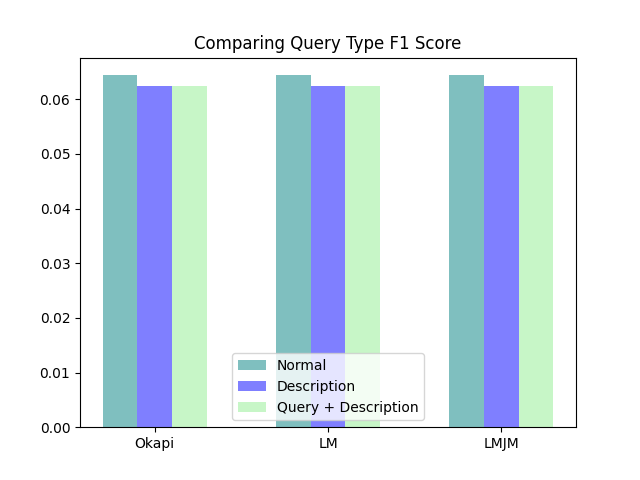 Comparing Query Type F1 Score
0.06
0.05
0.04
0.03
0.02
0.01
0.00
Normal
Description
Query + Description
Okapi LM LMJM